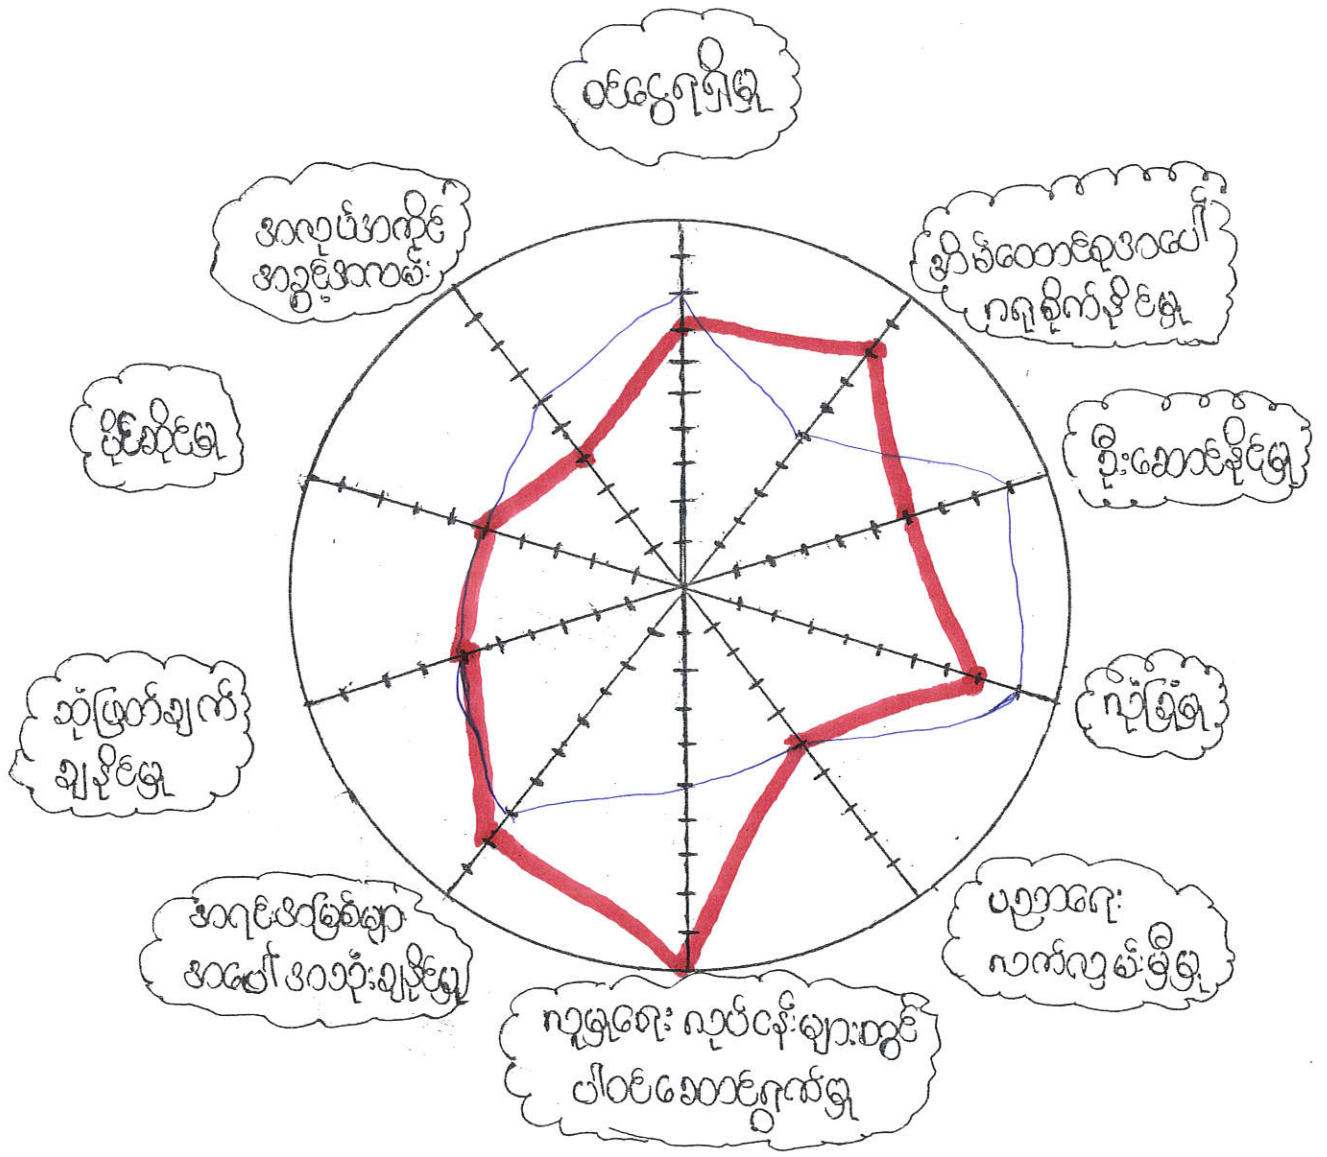 ဝင်ငွေရရှိမှု
အိမ်ထောင်စုအပေါ်
ဂရုစိုက်နိုင်မှု
ဦးဆောင်နိုင်မှု
လုံခြုံမှု
ပညာရေး
လက်လှမ်းမှီမှု
လူမှုရေး လုပ်ငန်းများတွင်
ပါဝင်ဆောင်ရွက်မှု
အရင်းအမြစ်များ
အပေါ် အသုံးချနိုင်မှု
ဆုံးဖြတ်ချက်
ချနိုင်မှု
ပိုင်ဆိုင်မှု
အလုပ်အကိုင်
အခွင့်အလမ်း